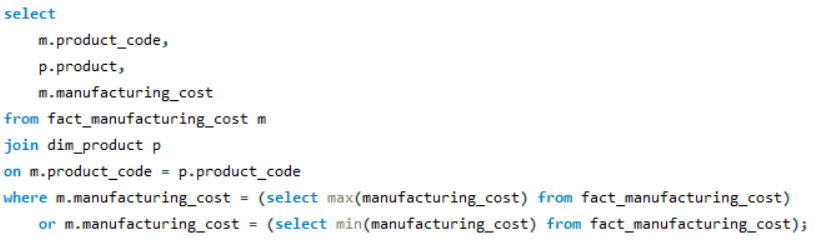 select
    m.product_code,
    p.product,
    m.manufacturing_cost
from fact_manufacturing_cost m
join dim_product p
on m.product_code = p.product_code
where m.manufacturing_cost = (select max(manufacturing_cost) from fact_manufacturing_cost)
    or m.manufacturing_cost = (select min(manufacturing_cost) from fact_manufacturing_cost);